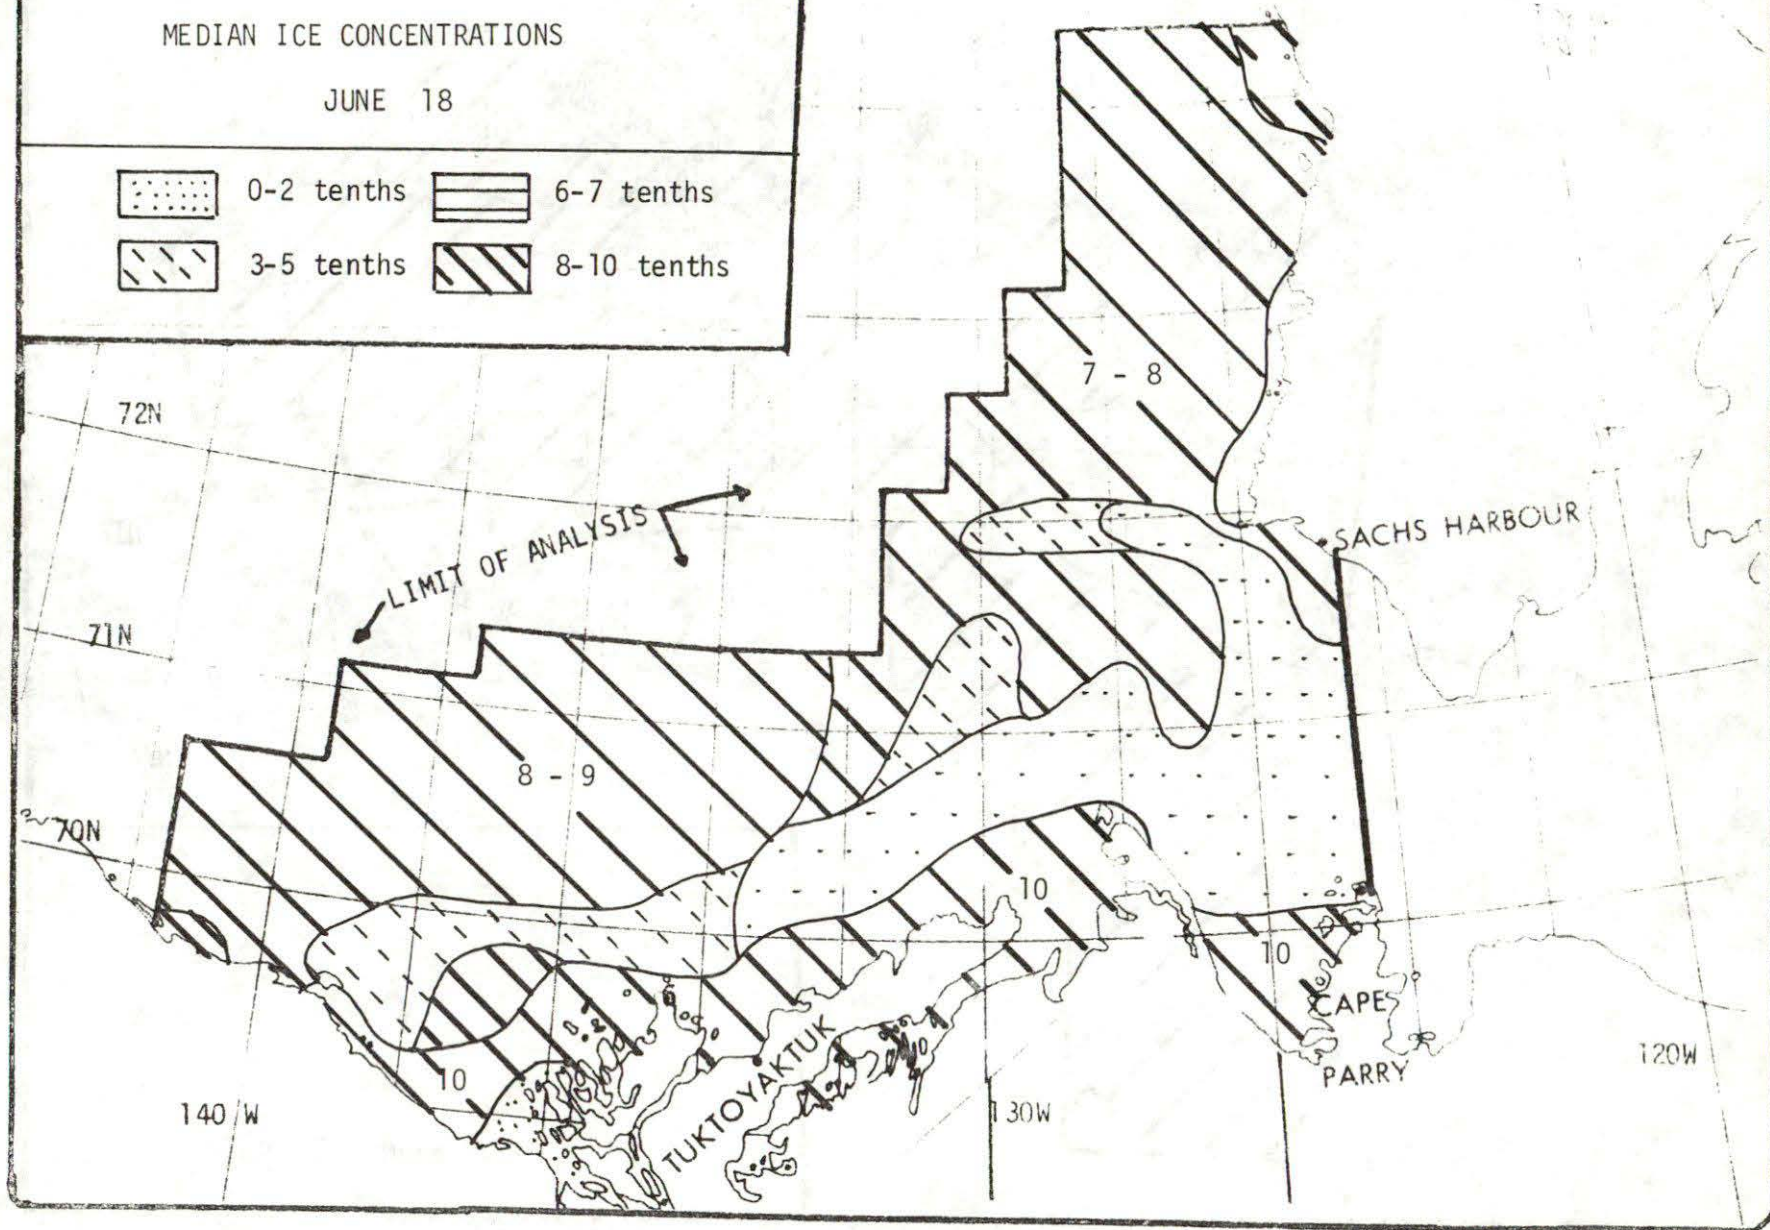 MEDIAN ICE CONCENTRATIONS
JUNE 18
0-2 tenths
6-7 tenths
3-5 tenths
8-10 tenths
7 - 8
72N
SACHS HARBOUR
LIMIT OF ANALYSIS
71N
8 - 9
70N
10
10
CAPE
PARRY
120W
10
140 W
TUKTOYAKTUK
130W